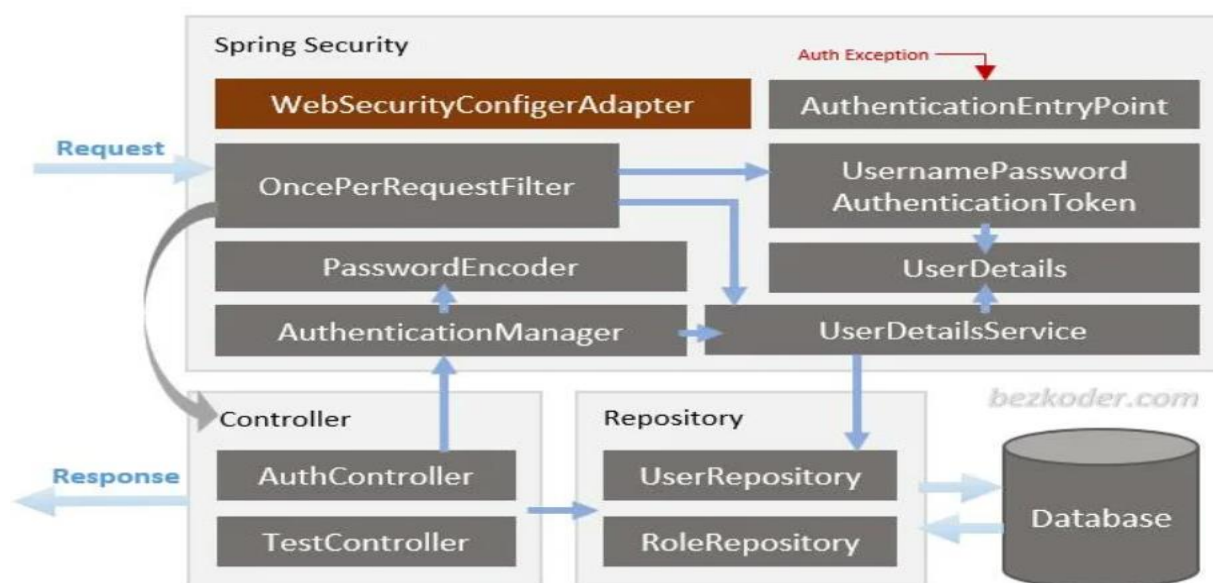 Spring Security
Auth Exception
WebSecurityConfigerAdapter
AuthenticationEntryPoint
Request
OncePerRequestFilter
UsernamePassword
AuthenticationToken
PasswordEncoder
UserDetails
AuthenticationManager
UserDetailsService
bezkoder.com
Controller
Repository
Response
AuthController
UserRepository
Database
TestController
RoleRepository